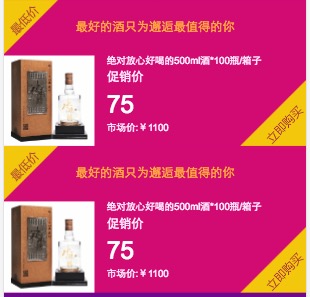 最低价
最好的酒只为邂逅最值得的你
绝对放心好喝的500ml酒*100瓶/箱子
促销价
75
市场价:￥1100
立即购买
最低价
最好的酒只为邂逅最值得的你
绝对放心好喝的500ml酒*100瓶/箱子
促销价
75
市场价:￥1100
立即购买